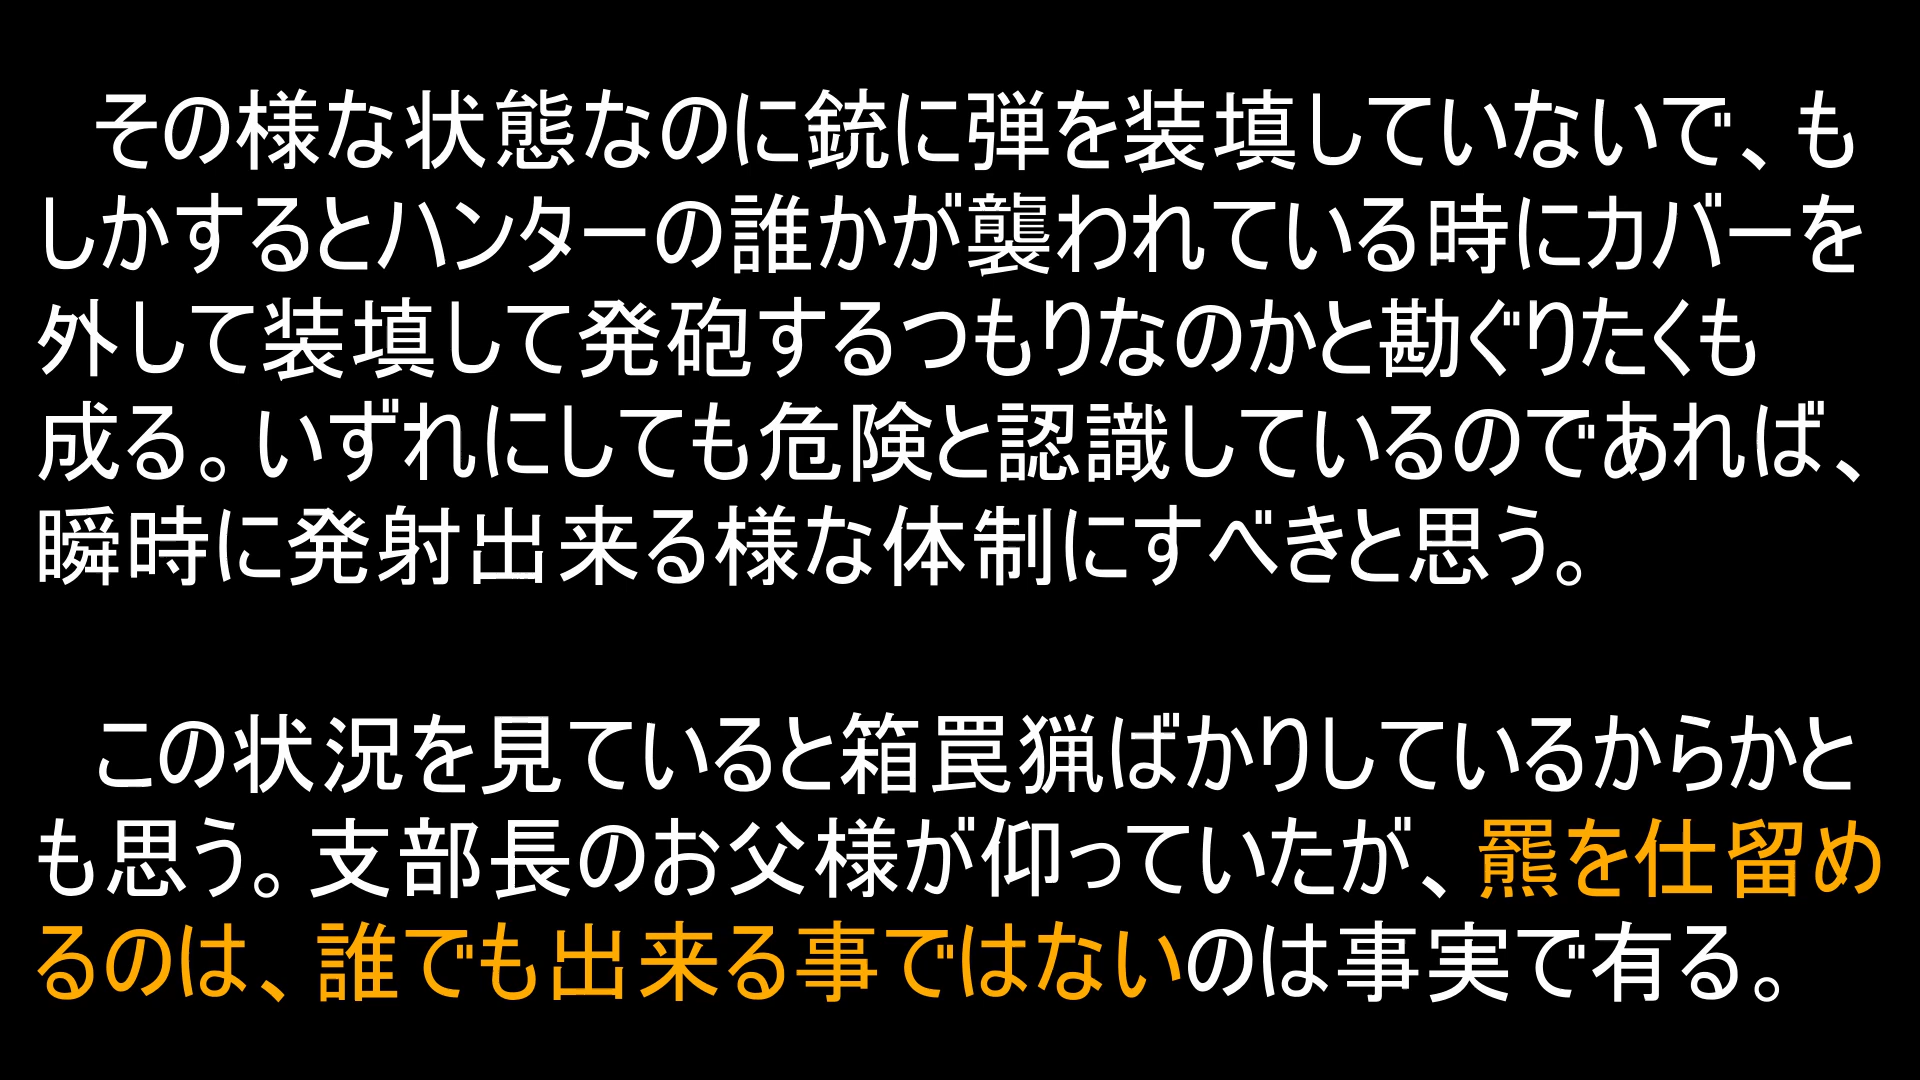 その様な状態なのに銃に弾を装填していないで、も
しかするとハンターの誰かが襲われている時にカバーを
外して装填して発砲するつもりなのかと勘ぐりたくも
成る。いずれにしても危険と認識しているのであれば、
瞬時に発射出来る様な体制にすべきと思う。
この状況を見ていると箱罠猟ばかりしているからかと
も思う。支部長のお父様が仰っていたが、羆を仕留め
るのは、誰でも出来る事ではないのは事実で有る。